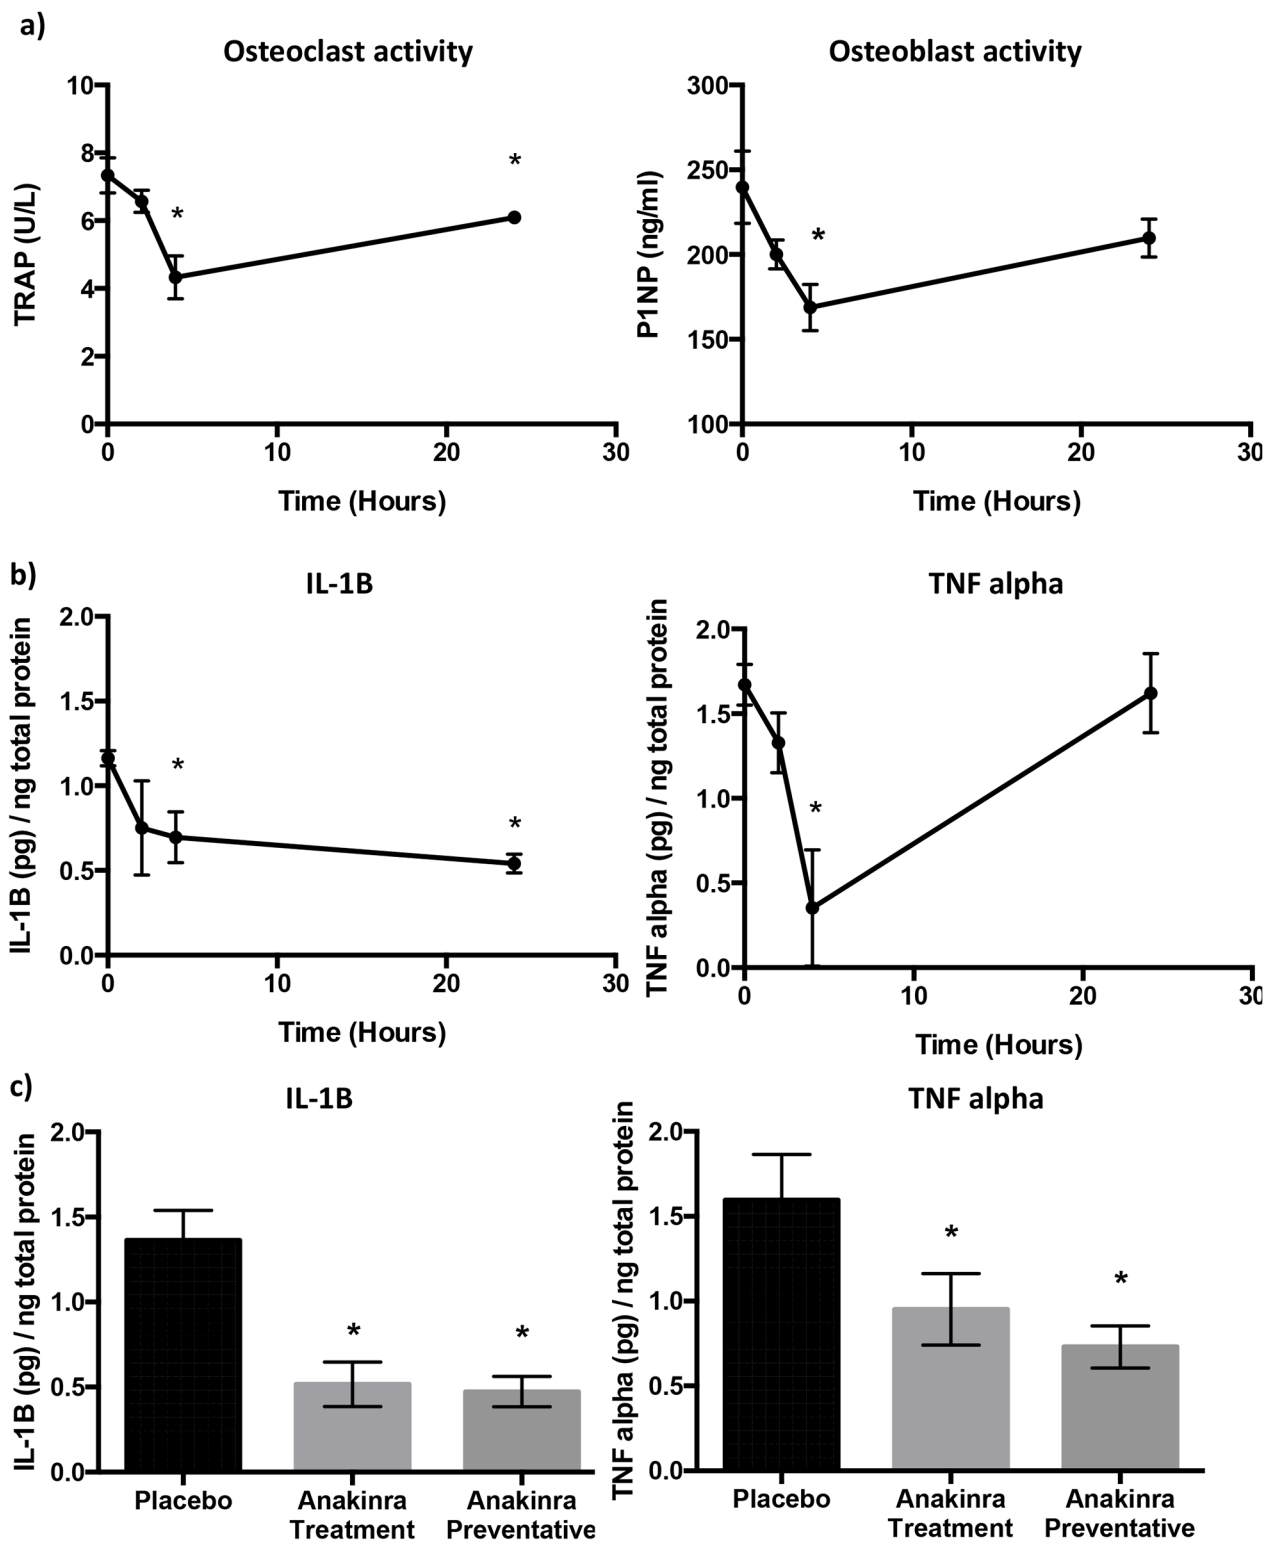 a)
Osteoclast activity
10
8
6
4
2
0
TRAP (U/L)
*
*
0 10 20 30
Time (Hours)
Osteoblast activity
300
250
200
150
100
P1NP (ng/ml)
*
0 10 20 30
Time (Hours)
b)
IL-1B
2.0
1.5
1.0
0.5
0.0
IL-1B (pg) / ng total protein
*
*
0 10 20 30
Time (Hours)
TNF alpha
2.0
1.5
1.0
0.5
0.0
TNF alpha (pg) / ng total protein
*
0 10 20 30
Time (Hours)
c)
IL-1B
2.0
1.5
1.0
0.5
0.0
IL-1B (pg) / ng total protein
*
*
Placebo Anakinra Anakinra
Treatment Preventative
TNF alpha
2.0
1.5
1.0
0.5
0.0
TNF alpha (pg) / ng total protein
*
*
Placebo Anakinra Anakinra
Treatment Preventative